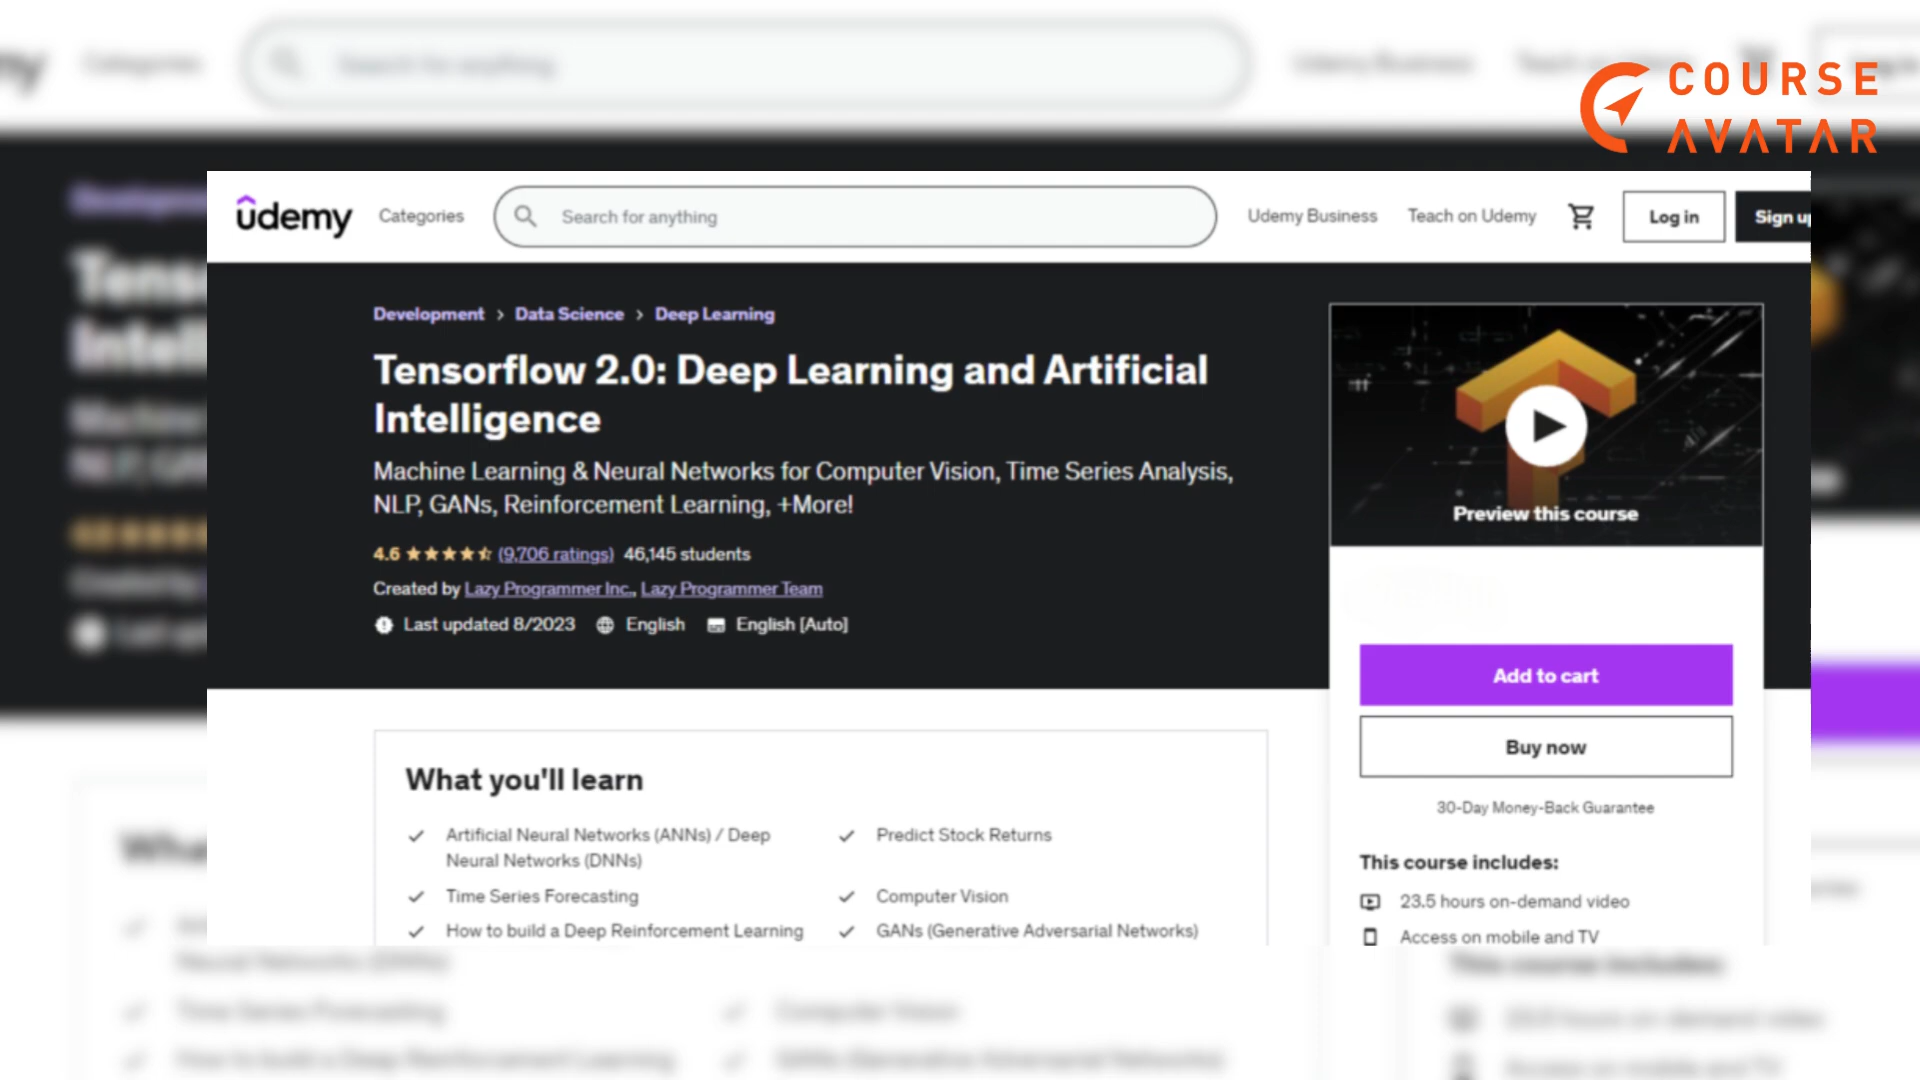 COURSE
AVATAR
udemy
Categories
Search for anything
Udemy Business
Teach on Udemy
Log in
Sign up
Development > Data Science > Deep Learning
Tensorflow 2.0: Deep Learning and Artificial
Intelligence
Machine Learning & Neural Networks for Computer Vision, Time Series Analysis,
NLP, GANs, Reinforcement Learning, +More!
4.6 (9,706 ratings) 46,145 students
Created by Lazy Programmer Inc., Lazy Programmer Team
Last updated 8/2023 English English [Auto]
Preview this course
Add to cart
Buy now
30-Day Money-Back Guarantee
This course includes:
23.5 hours on-demand video
Access on mobile and TV
What you'll learn
Artificial Neural Networks (ANNs) / Deep
Neural Networks (DNNs)
Predict Stock Returns
Time Series Forecasting
Computer Vision
How to build a Deep Reinforcement Learning
GANs (Generative Adversarial Networks)